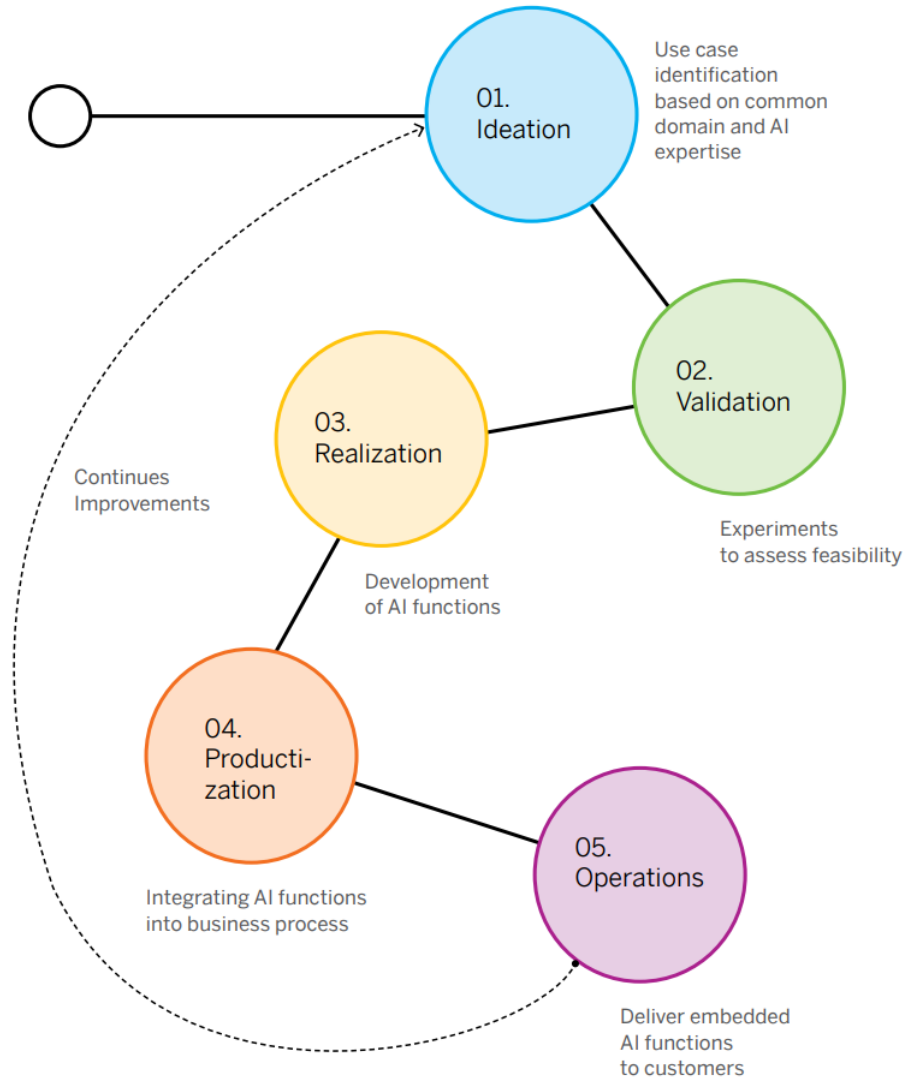 01.
Ideation
Use case
identification
based on common
domain and AI
expertise
02.
Validation
Experiments
to assess feasibility
03.
Realization
Development
of AI functions
Continues
Improvements
04.
Producti-
zation
Integrating AI functions
into business process
05.
Operations
Deliver embedded
AI functions
to customers